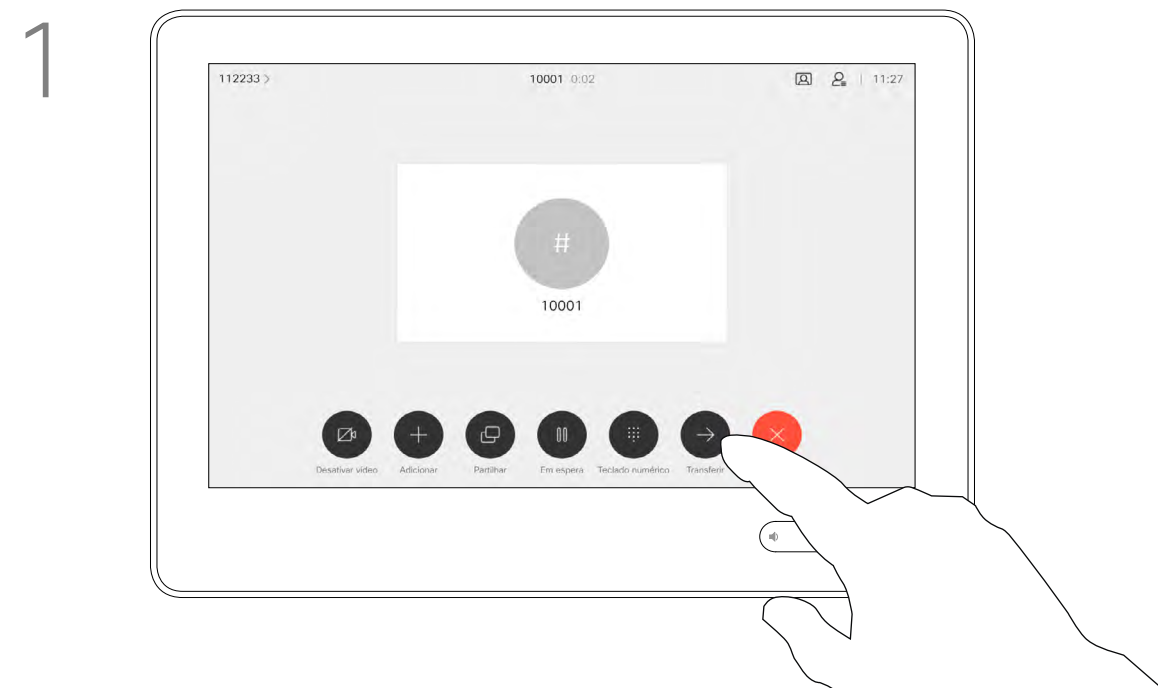 1
112233 >
10001 0:02
11:27
#
10001
Desativar vídeo
Adicionar
Partilhar
Em espera
Teclado numérico
Transferir